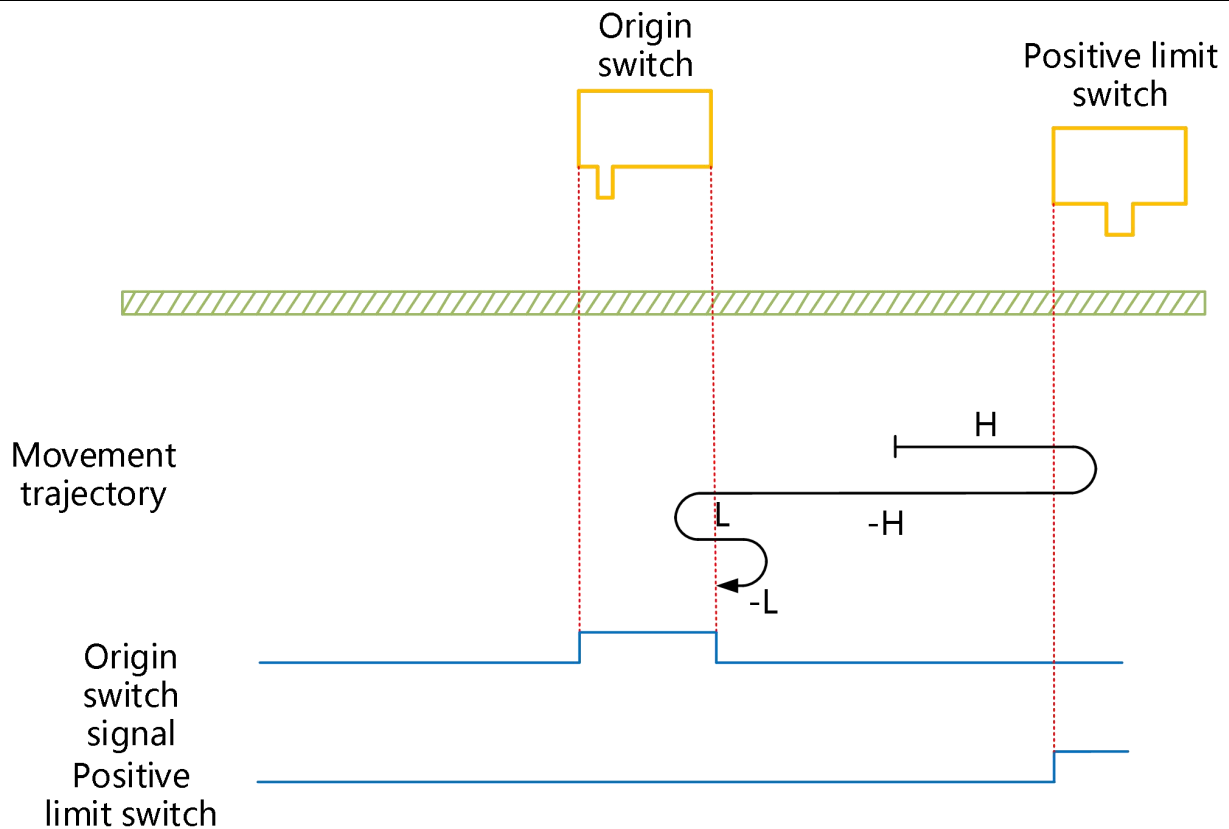 Origin
switch
Positive limit
switch
H
Movement
trajectory
L
-H
-L
Origin
switch
signal
Positive
limit switch